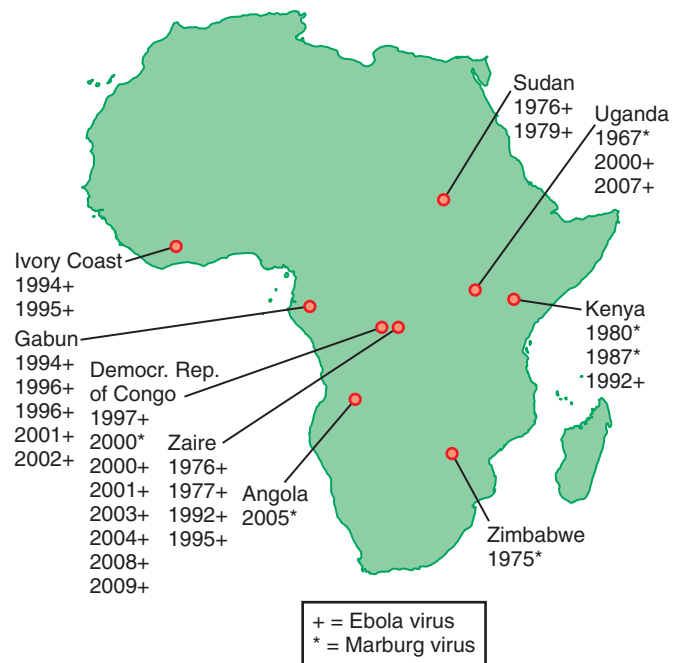 Sudan
1976+
1979+
Uganda
1967*
2000+
2007+
Ivory Coast
1994+
1995+
Gabun
1994+
1996+
1996+
2001+
2002+
Democr. Rep.
of Congo
1997+
2000*
2000+
2001+
2003+
2004+
2008+
2009+
Zaire
1976+
1977+
1992+
1995+
Angola
2005*
Kenya
1980*
1987*
1992+
Zimbabwe
1975*
+ = Ebola virus
* = Marburg virus